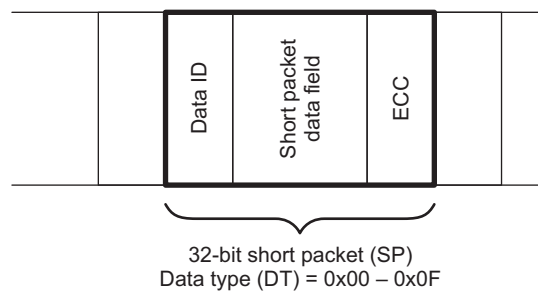 Data ID
Short packet
data field
ECC
32-bit short packet (SP)
Data type (DT) = 0x00 – 0x0F